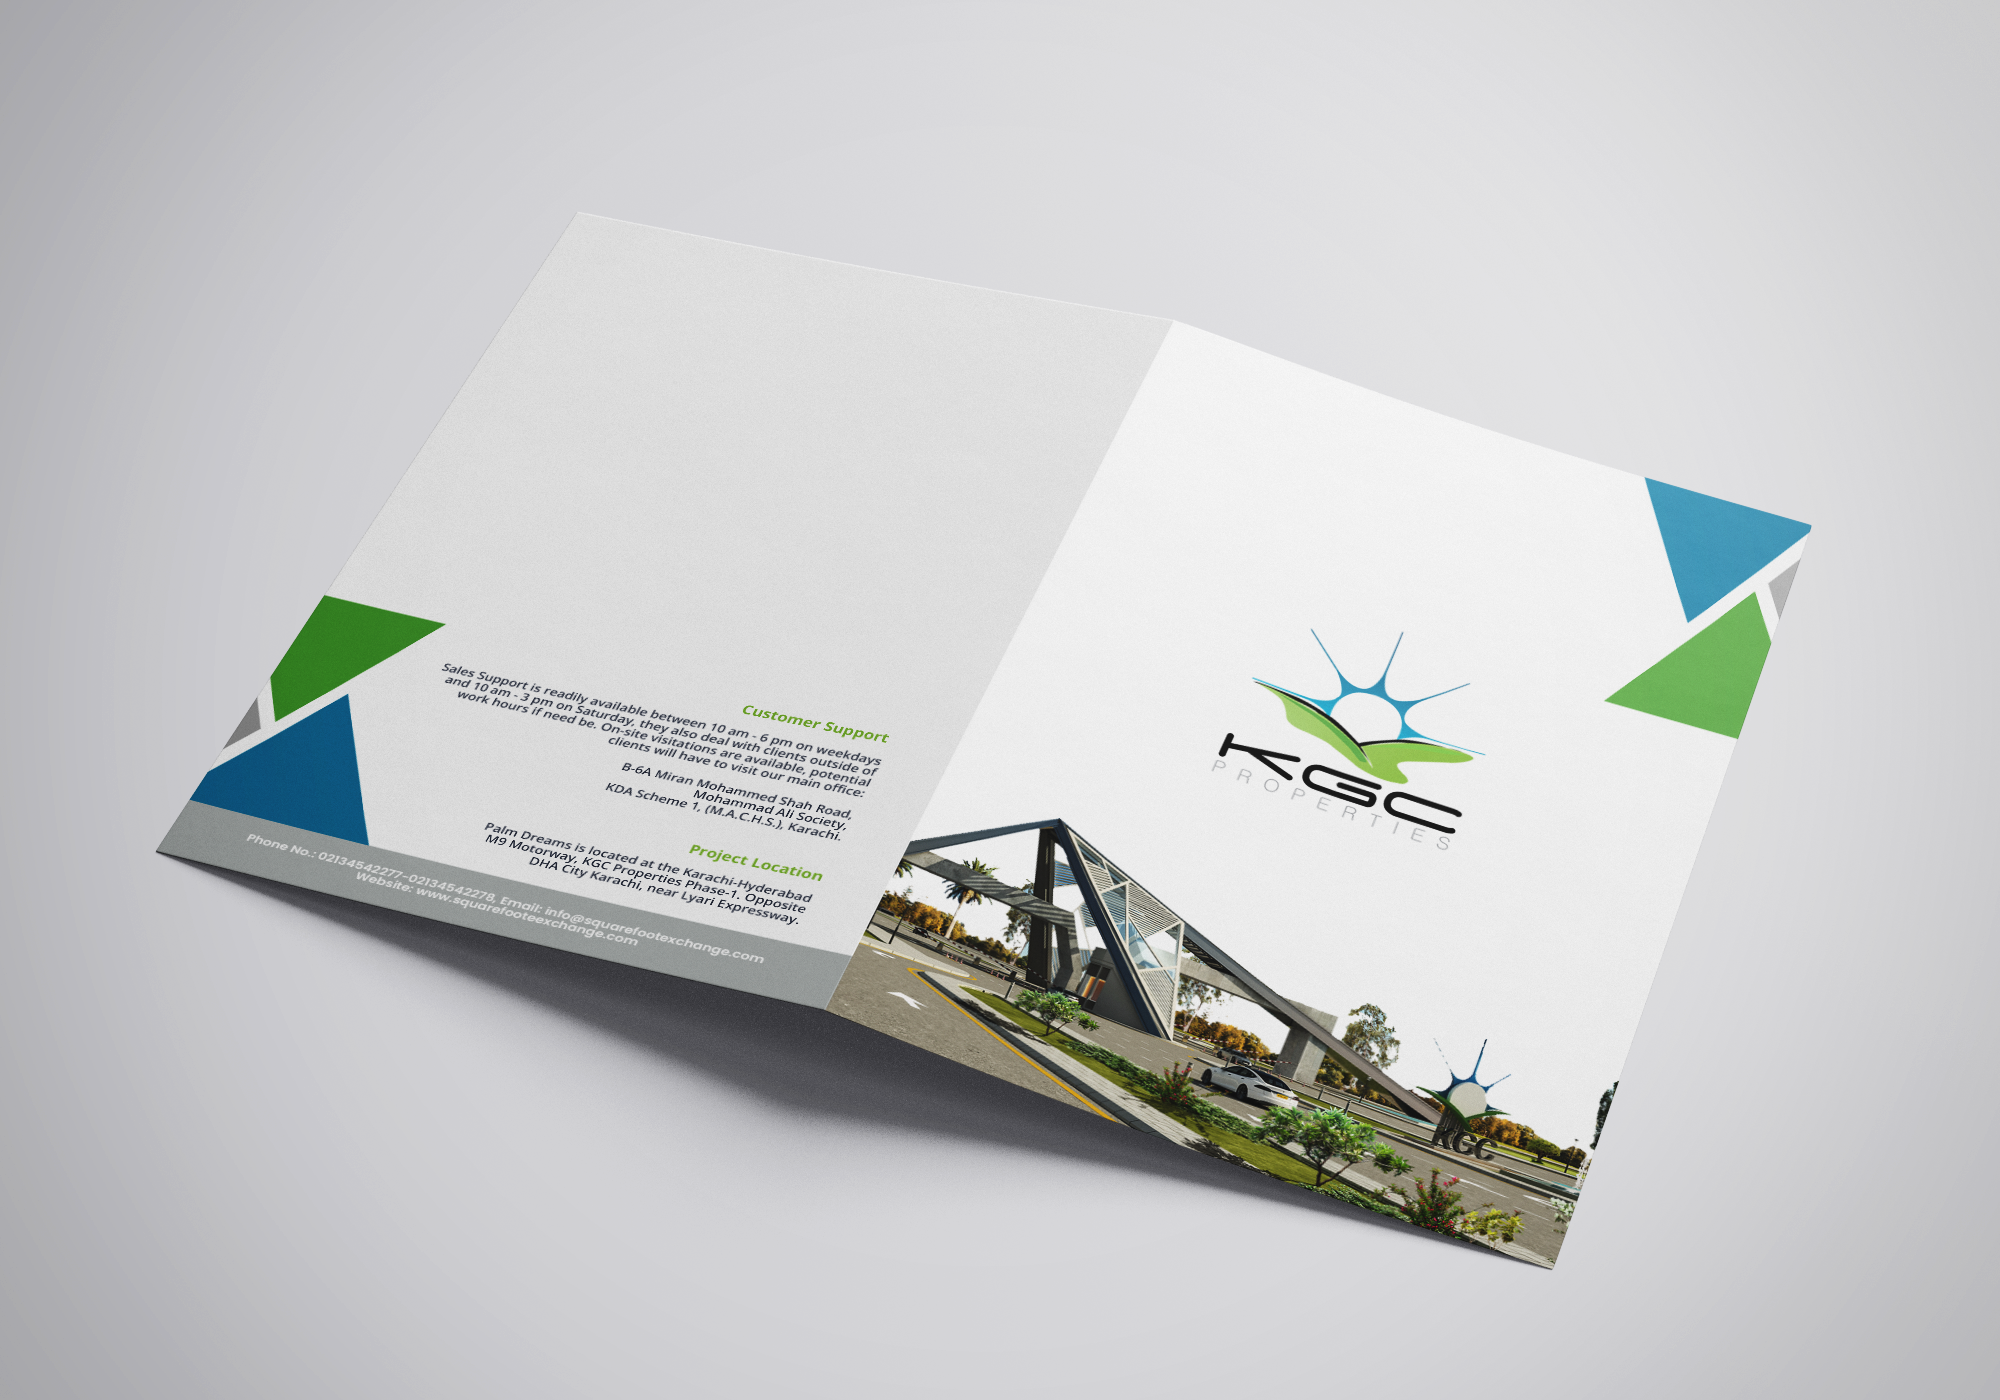 Customer Support
Sales Support is readily available between 10 am - 6 pm on weekdays
and 10 am - 3 pm on Saturday, they also deal with clients outside of
work hours if need be. On-site visitations are available, potential
clients will have to visit our main office:
B-6A Miran Mohammed Shah Road,
Mohammad Ali Society,
KDA Scheme 1, (M.A.C.H.S.), Karachi.
Project Location
Palm Dreams is located at the Karachi-Hyderabad
M9 Motorway, KGC Properties Phase-1. Opposite
DHA City Karachi, near Lyari Expressway.
Phone No.: 02134542277-02134542278, Email: info@squarefootexchange.com
Website: www.squarefooteexchange.com
KGC
PROPERTIES
KGC